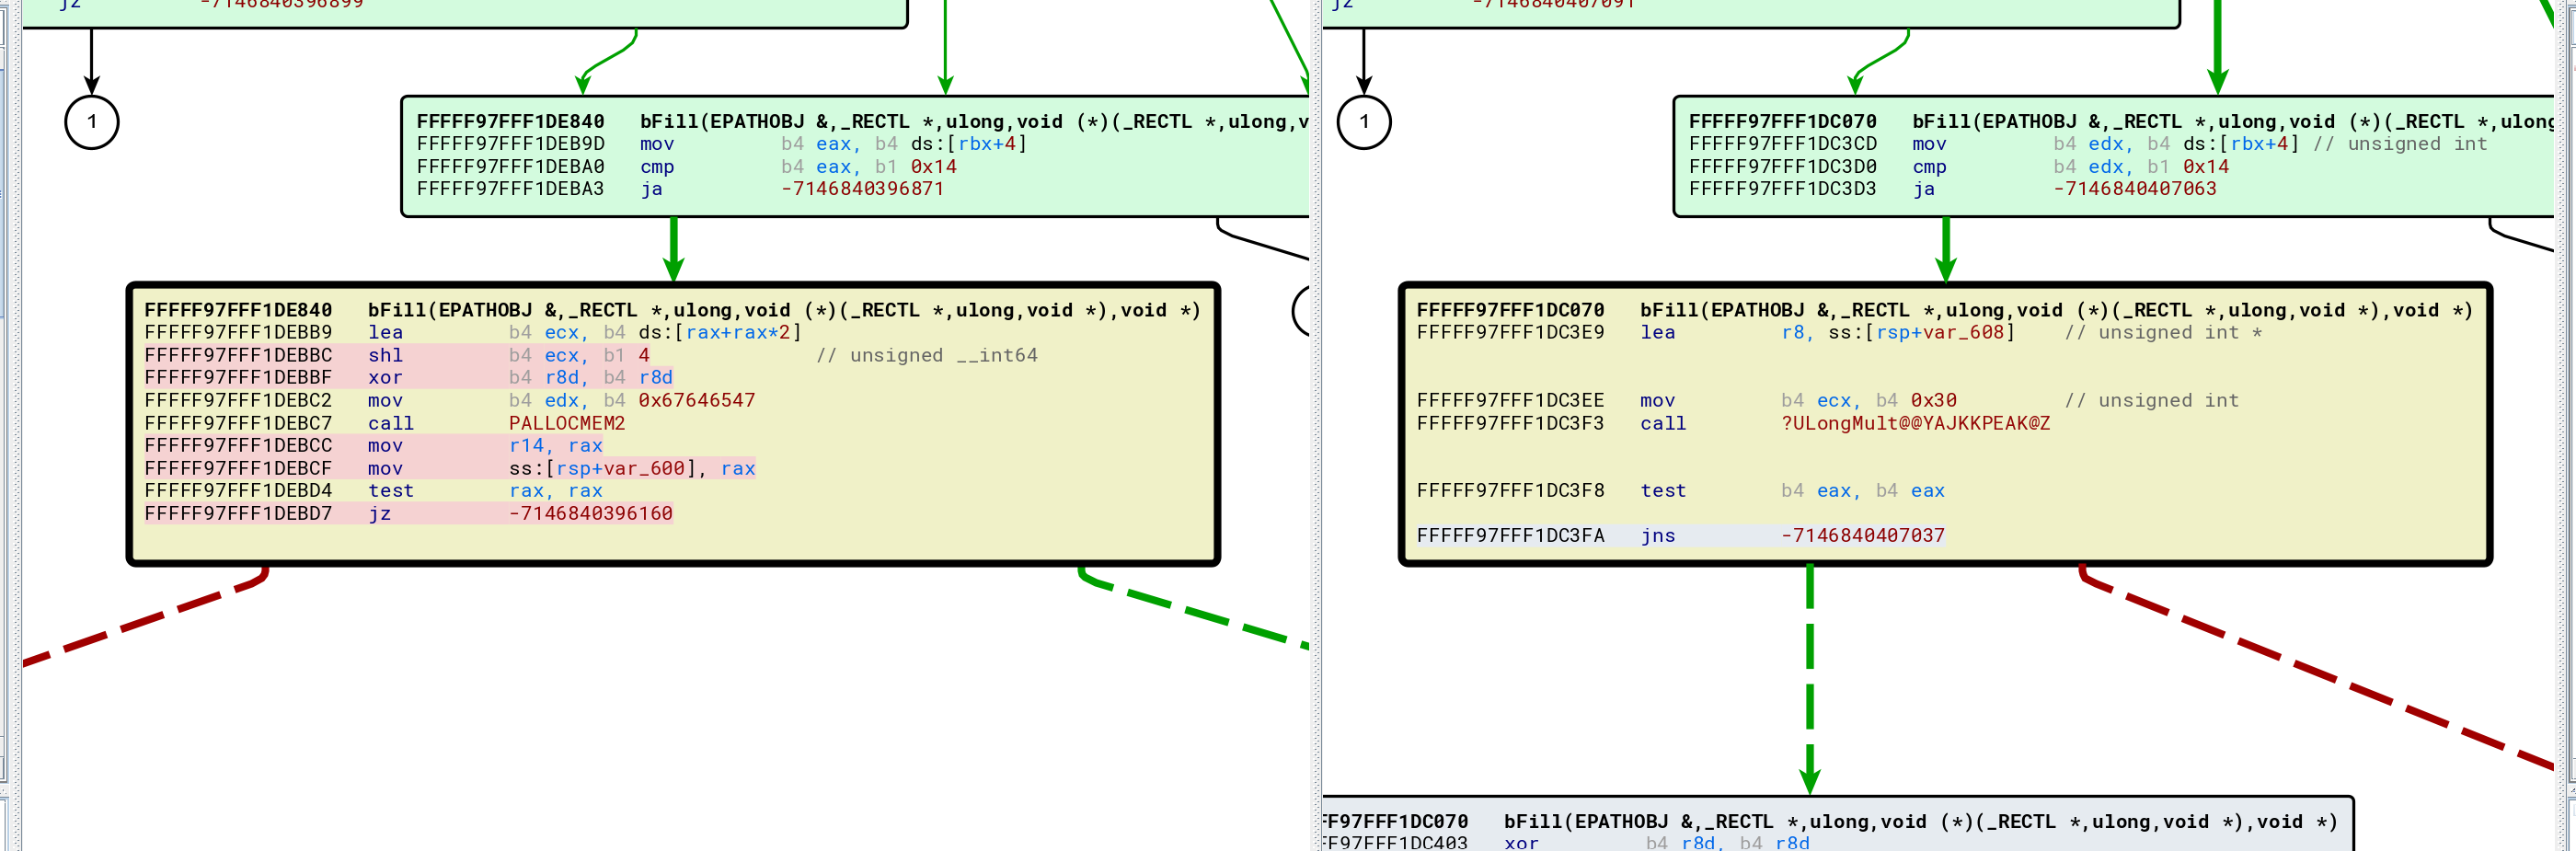 jz -7146840396899
1
FFFFF97FFF1DE840 bFill(EPATHOBJ &,_RECTL *,ulong,void (*)(_RECTL *,ulong,v
FFFFF97FFF1DEB9D mov b4 eax, b4 ds:[rbx+4]
FFFFF97FFF1DEBA0 cmp b4 eax, b1 0x14
FFFFF97FFF1DEBA3 ja -7146840396871
FFFFF97FFF1DE840 bFill(EPATHOBJ &,_RECTL *,ulong,void (*)(_RECTL *,ulong,void *),void *)
FFFFF97FFF1DEBB9 lea b4 ecx, b4 ds:[rax+rax*2]
FFFFF97FFF1DEBBC shl b4 ecx, b1 4 // unsigned __int64
FFFFF97FFF1DEBBF xor b4 r8d, b4 r8d
FFFFF97FFF1DEBC2 mov b4 edx, b4 0x67646547
FFFFF97FFF1DEBC7 call PALLOCMEM2
FFFFF97FFF1DEBCC mov r14, rax
FFFFF97FFF1DEBCF mov ss:[rsp+var_600], rax
FFFFF97FFF1DEBD4 test rax, rax
FFFFF97FFF1DEBD7 jz -7146840396160
jz -7146840407091
1
FFFFF97FFF1DC070 bFill(EPATHOBJ &,_RECTL *,ulong,void (*)(_RECTL *,ulong
FFFFF97FFF1DC3CD mov b4 edx, b4 ds:[rbx+4] // unsigned int
FFFFF97FFF1DC3D0 cmp b4 edx, b1 0x14
FFFFF97FFF1DC3D3 ja -7146840407063
FFFFF97FFF1DC070 bFill(EPATHOBJ &,_RECTL *,ulong,void (*)(_RECTL *,ulong,void *),void *)
FFFFF97FFF1DC3E9 lea r8, ss:[rsp+var_608] // unsigned int *
FFFFF97FFF1DC3EE mov b4 ecx, b4 0x30 // unsigned int
FFFFF97FFF1DC3F3 call ?ULongMult@@YAJKKPEAK@Z
FFFFF97FFF1DC3F8 test b4 eax, b4 eax
FFFFF97FFF1DC3FA jns -7146840407037
FF97FFF1DC070 bFill(EPATHOBJ &,_RECTL *,ulong,void (*)(_RECTL *,ulong,void *),void *)
FF97FFF1DC403 xor b4 r8d, b4 r8d